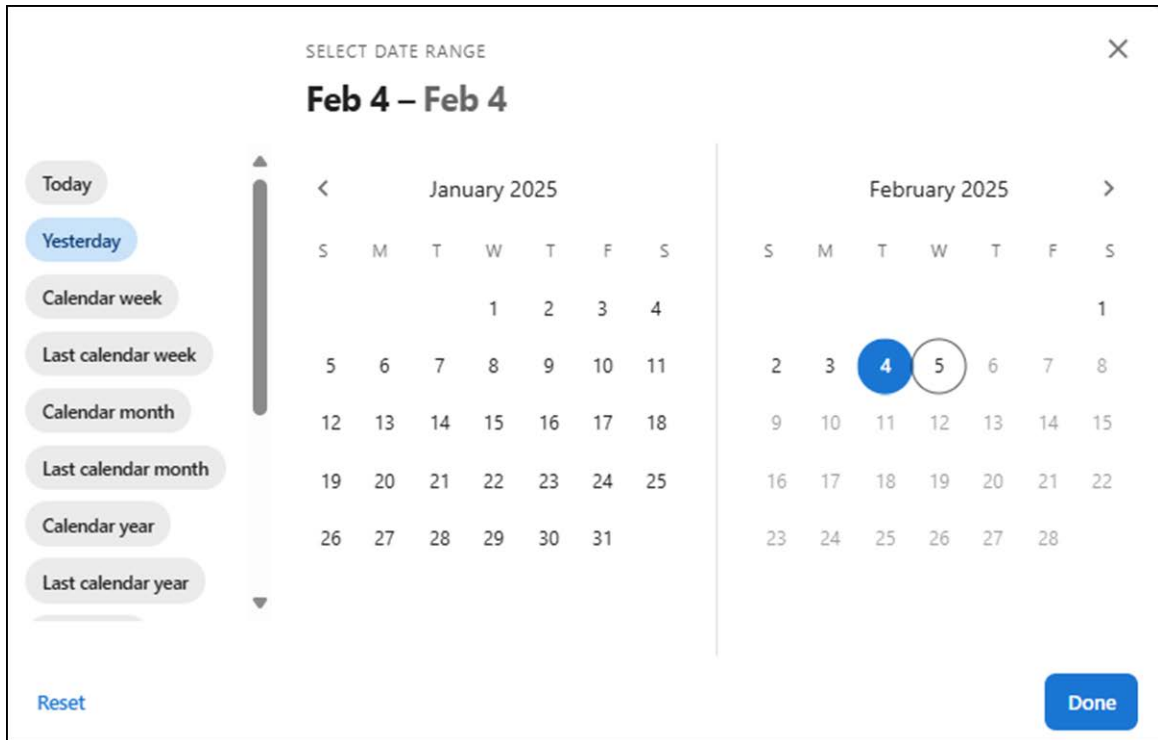 SELECT DATE RANGE
Feb 4 – Feb 4
Today
Yesterday
Calendar week
Last calendar week
Calendar month
Last calendar month
Calendar year
Last calendar year
January 2025
S M T W T F S
1 2 3 4
5 6 7 8 9 10 11
12 13 14 15 16 17 18
19 20 21 22 23 24 25
26 27 28 29 30 31
February 2025
S M T W T F S
1
2 3 4 5 6 7 8
9 10 11 12 13 14 15
16 17 18 19 20 21 22
23 24 25 26 27 28
Reset
Done